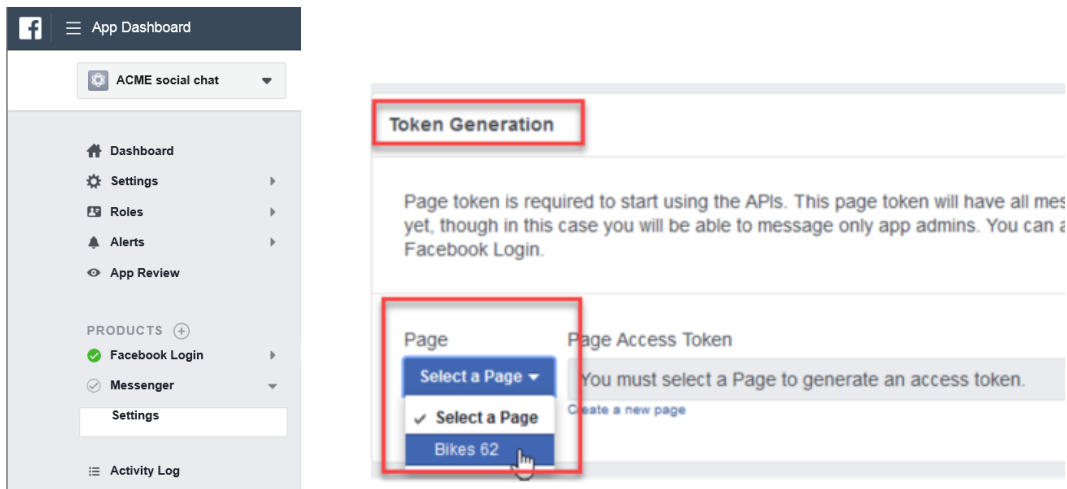 App Dashboard
ACME social chat
Dashboard
Settings
Roles
Alerts
App Review
PRODUCTS
Facebook Login
Messenger
Settings
Activity Log
Token Generation
Page token is required to start using the APIs. This page token will have all mes
yet, though in this case you will be able to message only app admins. You can a
Facebook Login.
Page
Page Access Token
Select a Page
You must select a Page to generate an access token.
Create a new page
Select a Page
Bikes 62